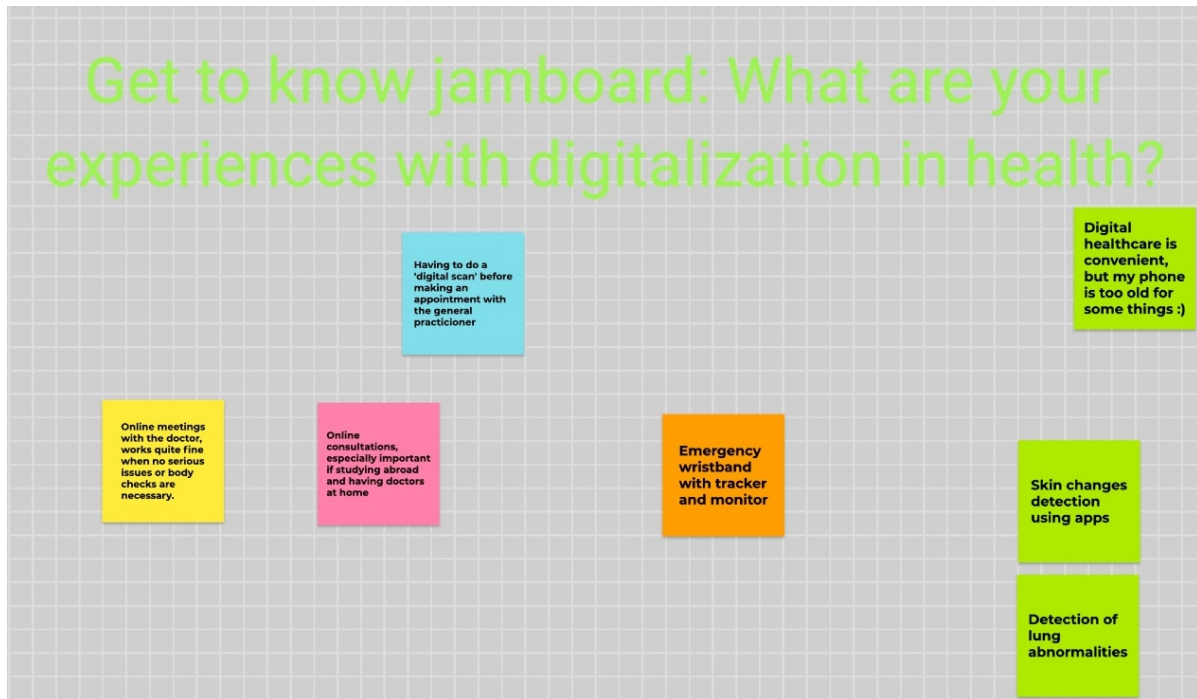 Get to know jamboard: What are your
experiences with digitalization in health?
Having to do a
'digital scan' before
making an
appointment with
the general
practicioner
Digital
healthcare is
convenient,
but my phone
is too old for
some things :)
Online meetings
with the doctor,
works quite fine
when no serious
issues or body
checks are
necessary.
Online
consultations,
especially important
if studying abroad
and having doctors
at home
Emergency
wristband
with tracker
and monitor
Skin changes
detection
using apps
Detection of
lung
abnormalities